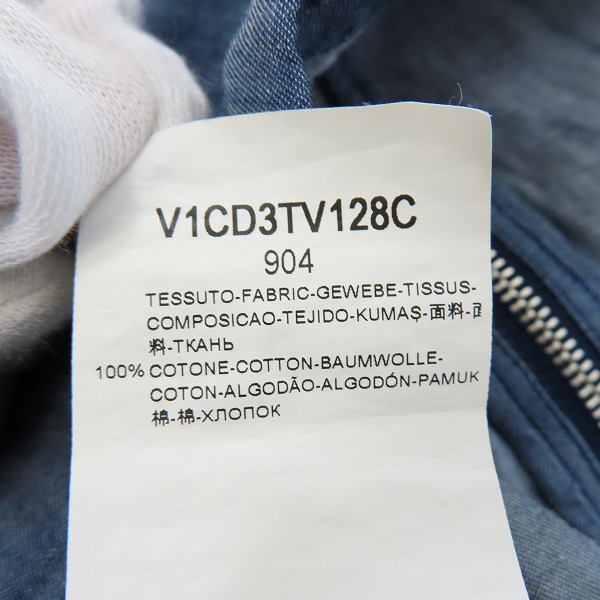 V1CD3TV128C
904
TESSUTO-FABRIC-GEWEBE-TISSUS-
COMPOSICAO-TEJIDO-KUMAŞ-面料-面
料-ТКАНЬ
100% COTONE-COTTON-BAUMWOLLE-
COTON-ALGODÃO-ALGODÓN-PAMUK
棉-棉-ХЛОПОК